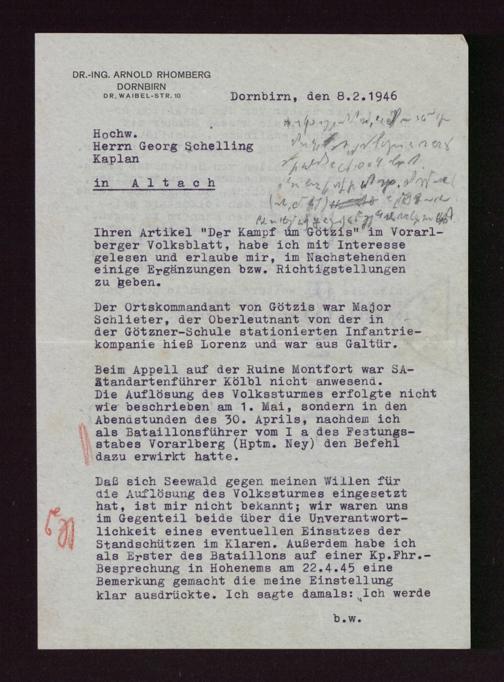 DR.-ING. ARNOLD RHOMBERG
DORNBIRN
DR. WAIBEL-STR. 10
Dornbirn, den 8.2.1946
Hochw.
Herrn Georg Schelling
Kaplan
in Altach
Ihren Artikel "Der Kampf um Götzis" im Vorarl-
berger Volksblatt, habe ich mit Interesse
gelesen und erlaube mir, im Nachstehenden
einige Ergänzungen bzw. Richtigstellungen
zu geben.
Der Ortskommandant von Götzis war Major
Schlieter, der Oberleutnant von der in
der Götzner-Schule stationierten Infantrie-
kompanie hieß Lorenz und war aus Galtür.
Beim Appell auf der Ruine Montfort war SA-
Standartenführer Kölbl nicht anwesend.
Die Auflösung des Volkssturmes erfolgte nicht
wie beschrieben am 1. Mai, sondern in den
Abendstunden des 30. Aprils, nachdem ich
als Bataillonsführer vom I a des Festungs-
stabes Vorarlberg (Hptm. Ney) den Befehl
dazu erwirkt hatte.
Daß sich Seewald gegen meinen Willen für
die Auflösung des Volkssturmes eingesetzt
hat, ist mir nicht bekannt; wir waren uns
im Gegenteil beide über die Unverantwort-
lichkeit eines eventuellen Einsatzes der
Standschützen im Klaren. Außerdem habe ich
als Erster des Bataillons auf einer Kp.Fhr.-
Besprechung in Hohenems am 22.4.45 eine
Bemerkung gemacht die meine Einstellung
klar ausdrückte. Ich sagte damals: „Ich werde
b.w.